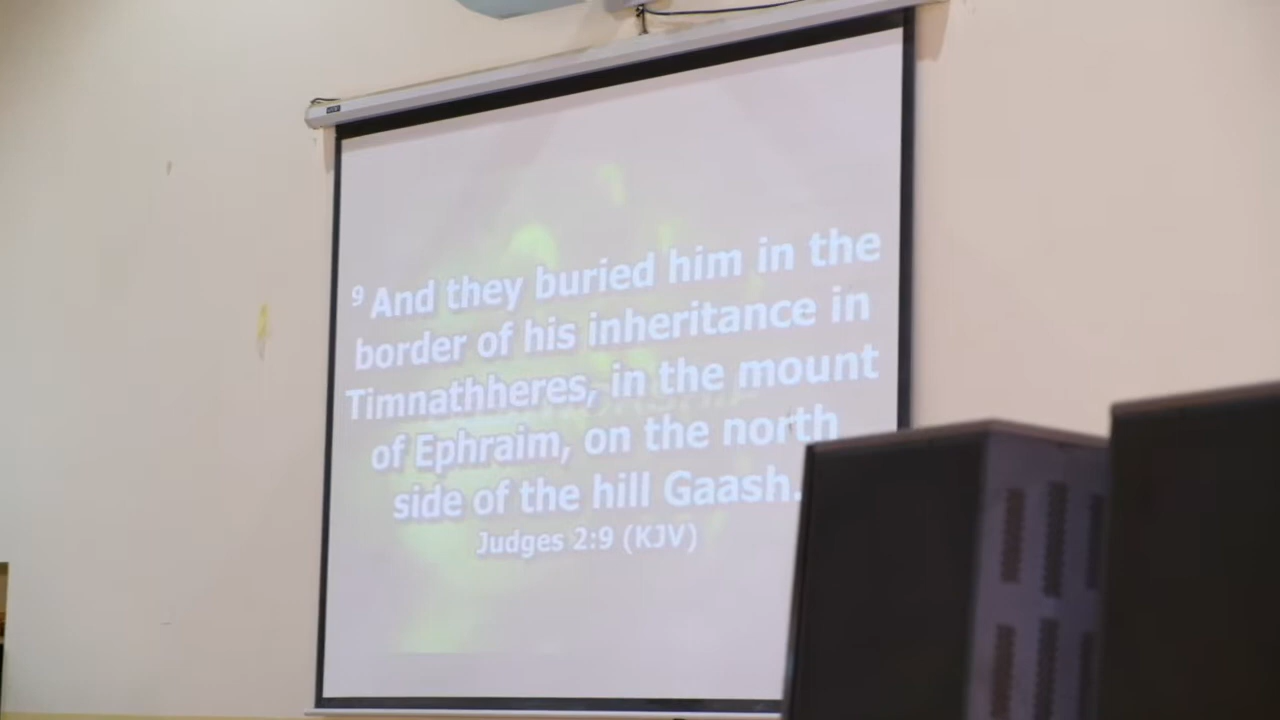 9 And they buried him in the
border of his inheritance in
Timnathheres, in the mount
of Ephraim, on the north
side of the hill Gaash.
Judges 2:9 (KJV)